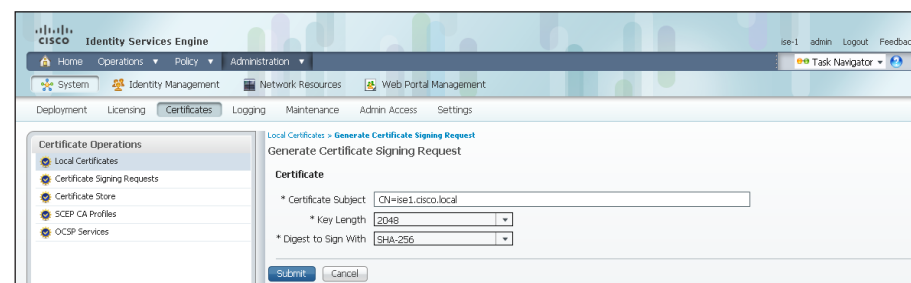 CISCO Identity Services Engine
ise-1 admin Logout Feedbac
Home Operations Policy Administration
Task Navigator
System Identity Management Network Resources Web Portal Management
Deployment Licensing Certificates Logging Maintenance Admin Access Settings
Certificate Operations
Local Certificates
Certificate Signing Requests
Certificate Store
SCEP CA Profiles
OCSP Services
Local Certificates > Generate Certificate Signing Request
Generate Certificate Signing Request
Certificate
* Certificate Subject CN=ise1.cisco.local
* Key Length 2048
* Digest to Sign With SHA-256
Submit Cancel